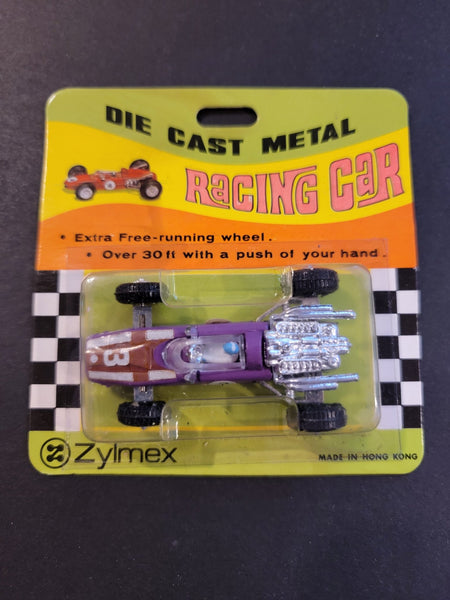 DIE CAST METAL
RaCiNG CaR
• Extra Free-running wheel.
• Over 30ft with a push of your hand.
13
Zylmex
MADE IN HONG KONG